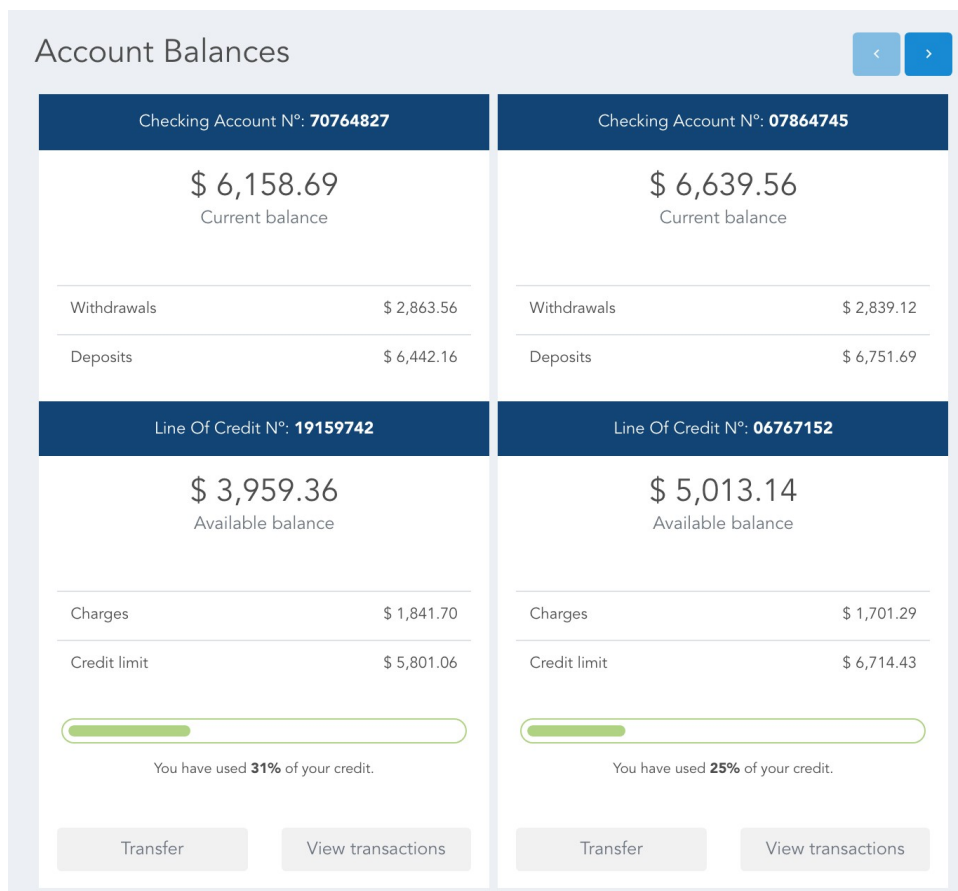 Account Balances
Checking Account Nº: 70764827
$ 6,158.69
Current balance
Withdrawals $ 2,863.56
Deposits $ 6,442.16
Checking Account Nº: 07864745
$ 6,639.56
Current balance
Withdrawals $ 2,839.12
Deposits $ 6,751.69
Line Of Credit Nº: 19159742
$ 3,959.36
Available balance
Charges $ 1,841.70
Credit limit $ 5,801.06
You have used 31% of your credit.
Transfer View transactions
Line Of Credit Nº: 06767152
$ 5,013.14
Available balance
Charges $ 1,701.29
Credit limit $ 6,714.43
You have used 25% of your credit.
Transfer View transactions